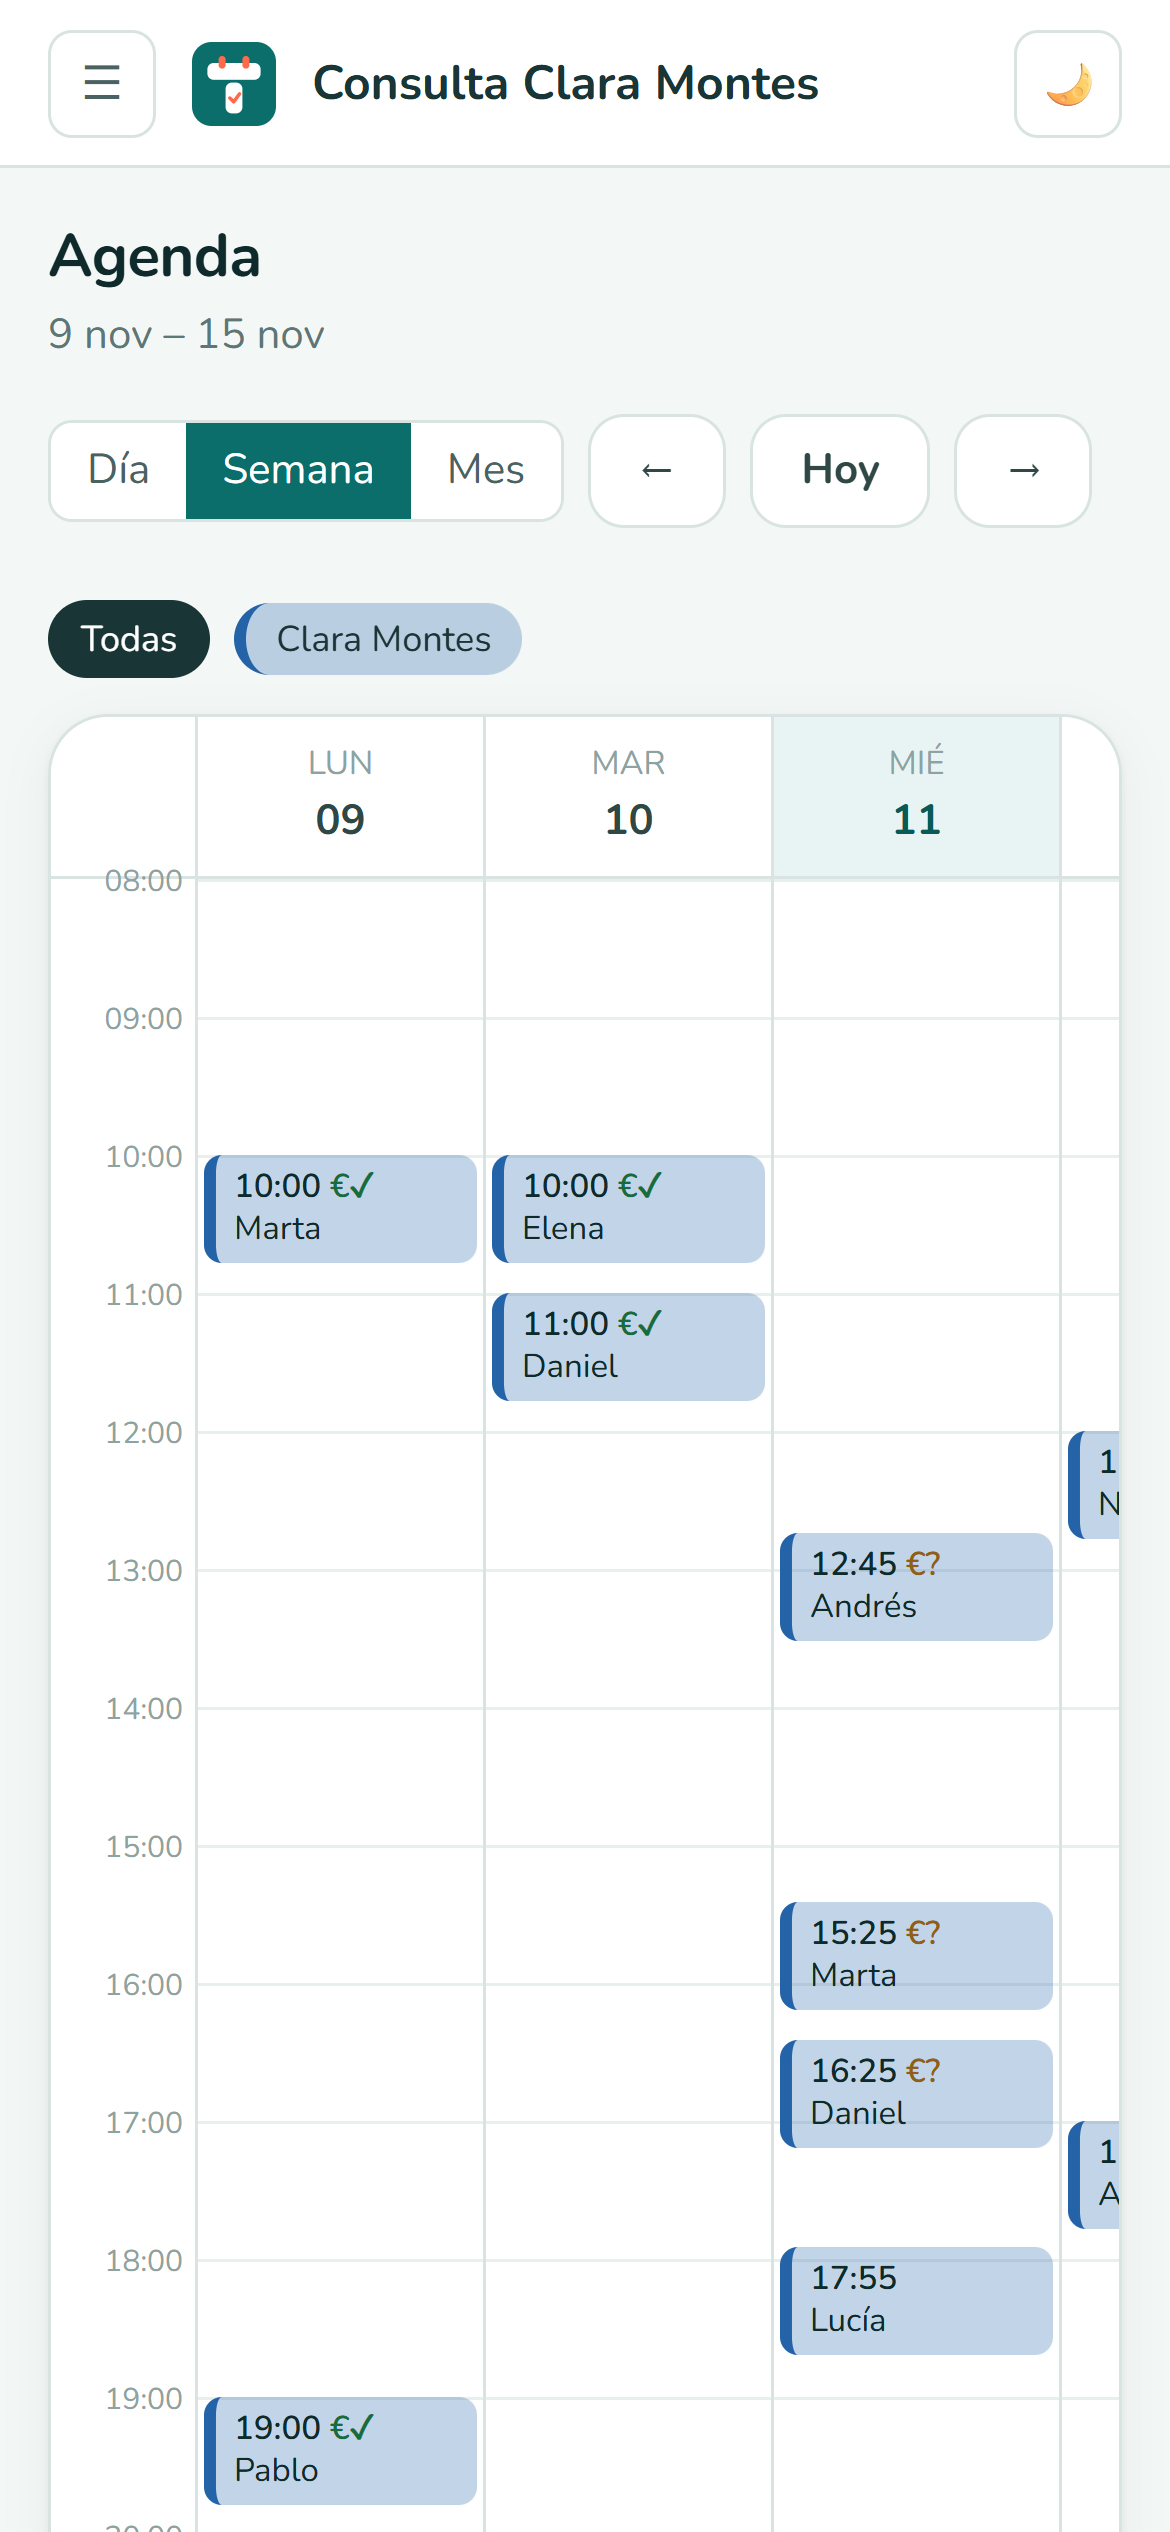 ☰ Consulta Clara Montes
Agenda
9 nov – 15 nov
Día Semana Mes ← Hoy →
Todas Clara Montes
LUN MAR MIÉ
09 10 11
08:00
09:00
10:00
10:00 €✓ 10:00 €✓
Marta Elena
11:00
11:00 €✓
Daniel
12:00
12:45 €?
13:00
Andrés
14:00
15:00
15:25 €?
Marta
16:00
16:25 €?
Daniel
17:00
18:00
17:55
Lucía
19:00
19:00 €✓
Pablo